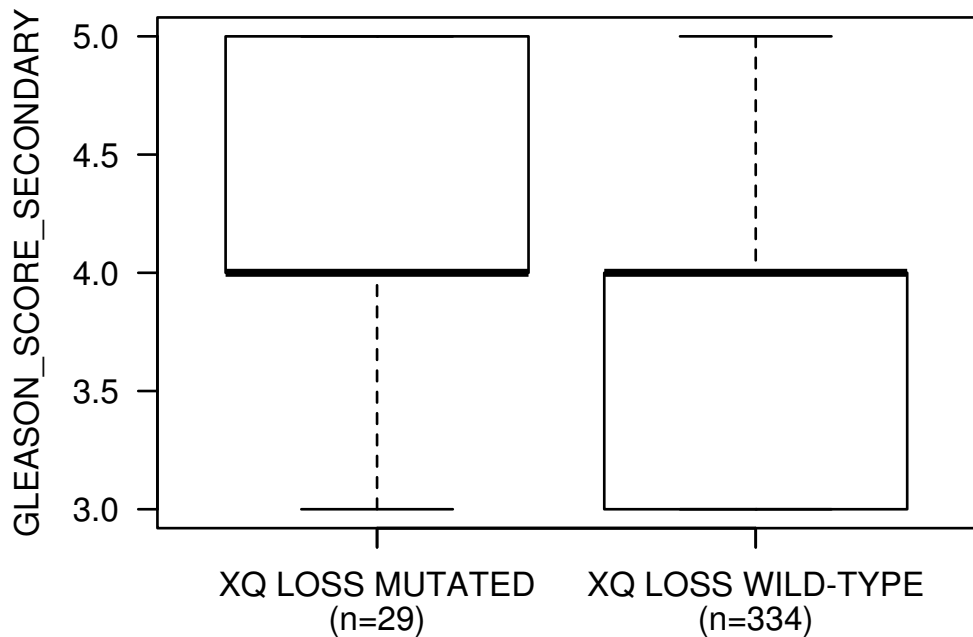 GLEASON_SCORE_SECONDARY
5.0
4.5
4.0
3.5
3.0
XQ LOSS MUTATED
(n=29)
XQ LOSS WILD-TYPE
(n=334)